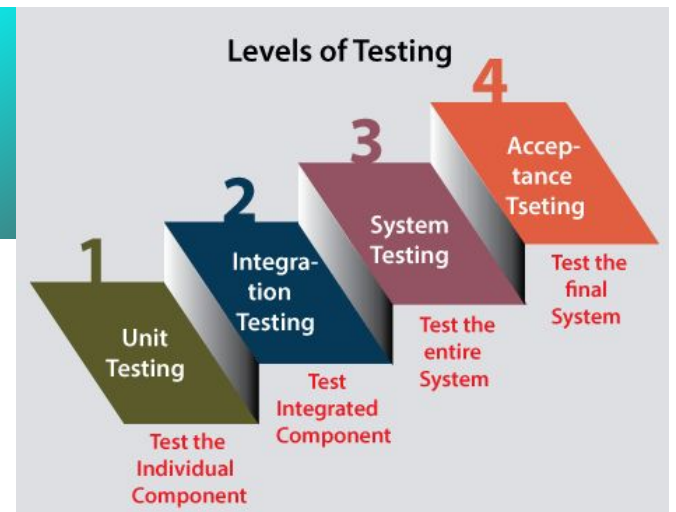 Levels of Testing
1
Unit
Testing
Test the
Individual
Component
2
Integra-
tion
Testing
Test
Integrated
Component
3
System
Testing
Test the
entire
System
4
Accep-
tance
Tseting
Test the
final
System